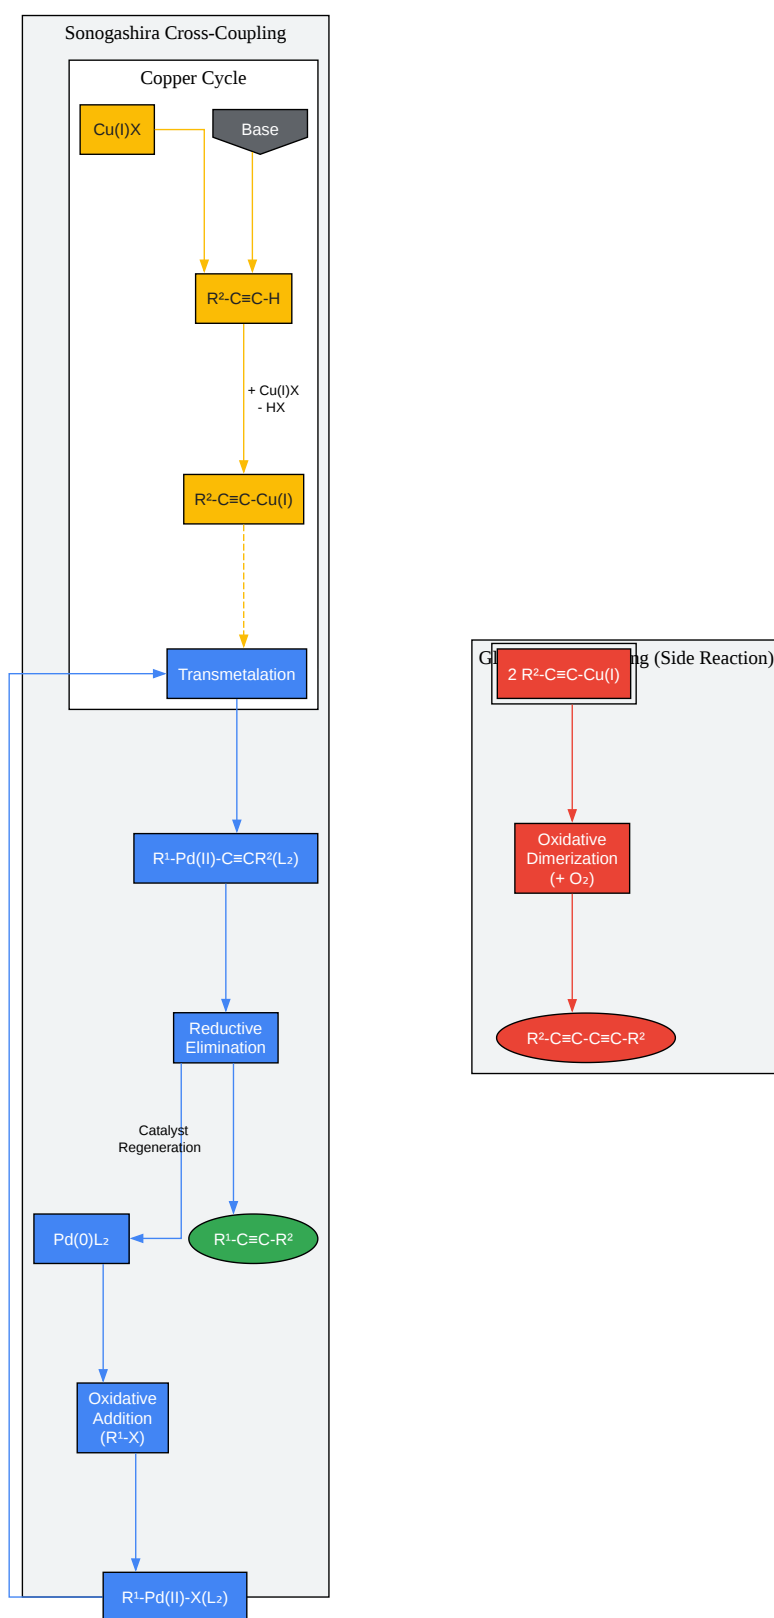 Sonogashira Cross-Coupling
Copper Cycle
Cu(I)X
Base
R²-C≡C-H
+ Cu(I)X
- HX
R²-C≡C-Cu(I)
Transmetalation
R¹-Pd(II)-C≡CR²(L₂)
Reductive
Elimination
Catalyst
Regeneration
Pd(0)L₂
R¹-C≡C-R²
Oxidative
Addition
(R¹-X)
R¹-Pd(II)-X(L₂)
(Side Reaction)
2 R²-C≡C-Cu(I)
Oxidative
Dimerization
(+ O₂)
R²-C≡C-C≡C-R²